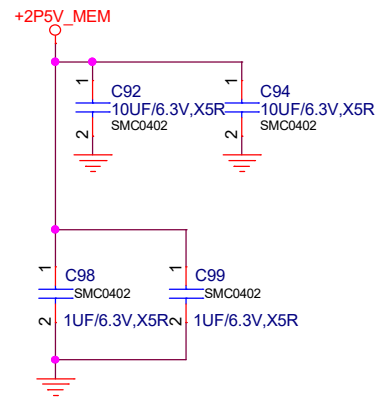 +2P5V_MEM
1
C92
10UF/6.3V,X5R
SMC0402
2
1
C94
10UF/6.3V,X5R
SMC0402
2
1
C98
SMC0402
2
1UF/6.3V,X5R
1
C99
SMC0402
2
1UF/6.3V,X5R